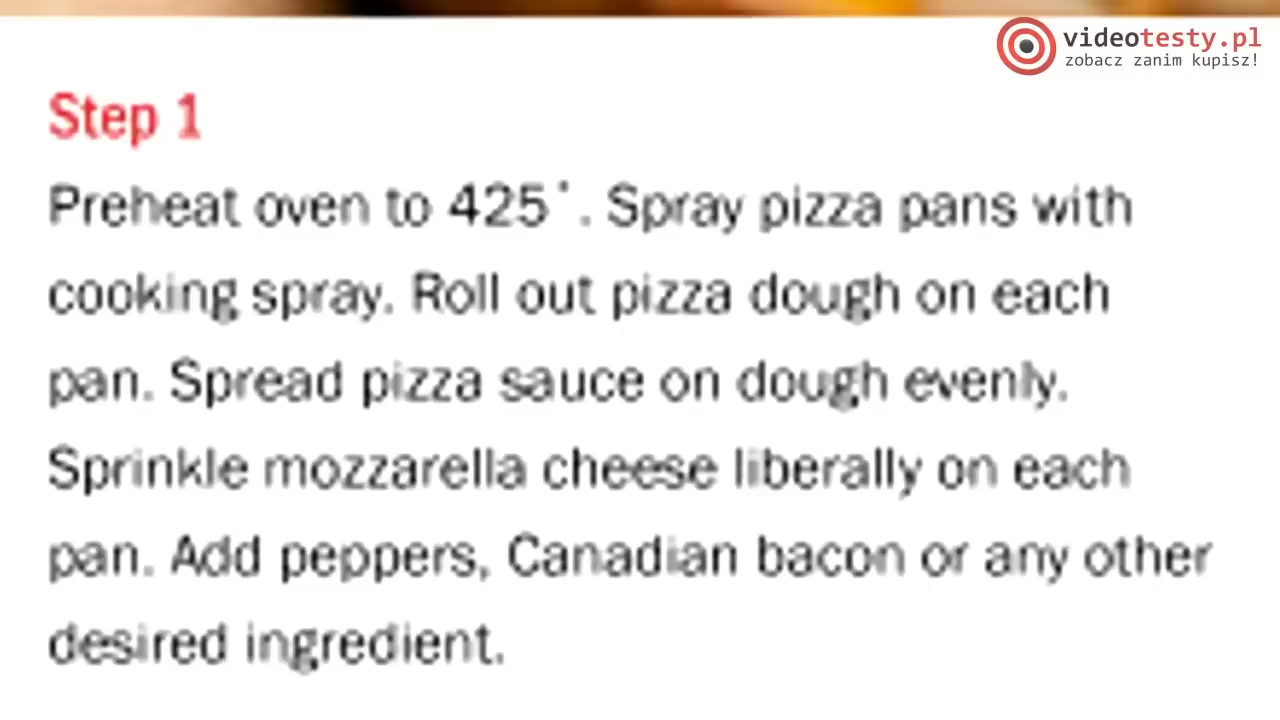 videotesty.pl
zobacz zanim kupisz!
Step 1
Preheat oven to 425˚. Spray pizza pans with
cooking spray. Roll out pizza dough on each
pan. Spread pizza sauce on dough evenly.
Sprinkle mozzarella cheese liberally on each
pan. Add peppers, Canadian bacon or any other
desired ingredient.